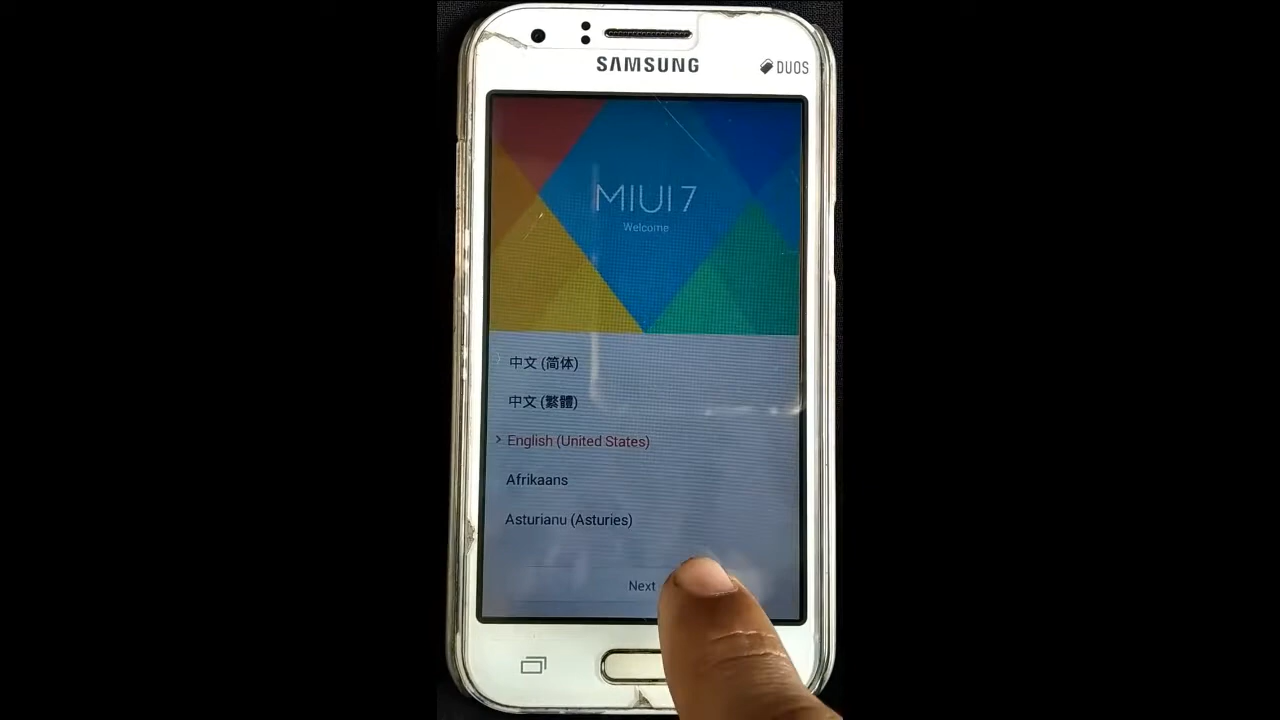 SAMSUNG
DUOS
MIUI 7
Welcome
中文 (简体)
中文 (繁體)
English (United States)
Afrikaans
Asturianu (Asturies)
Next